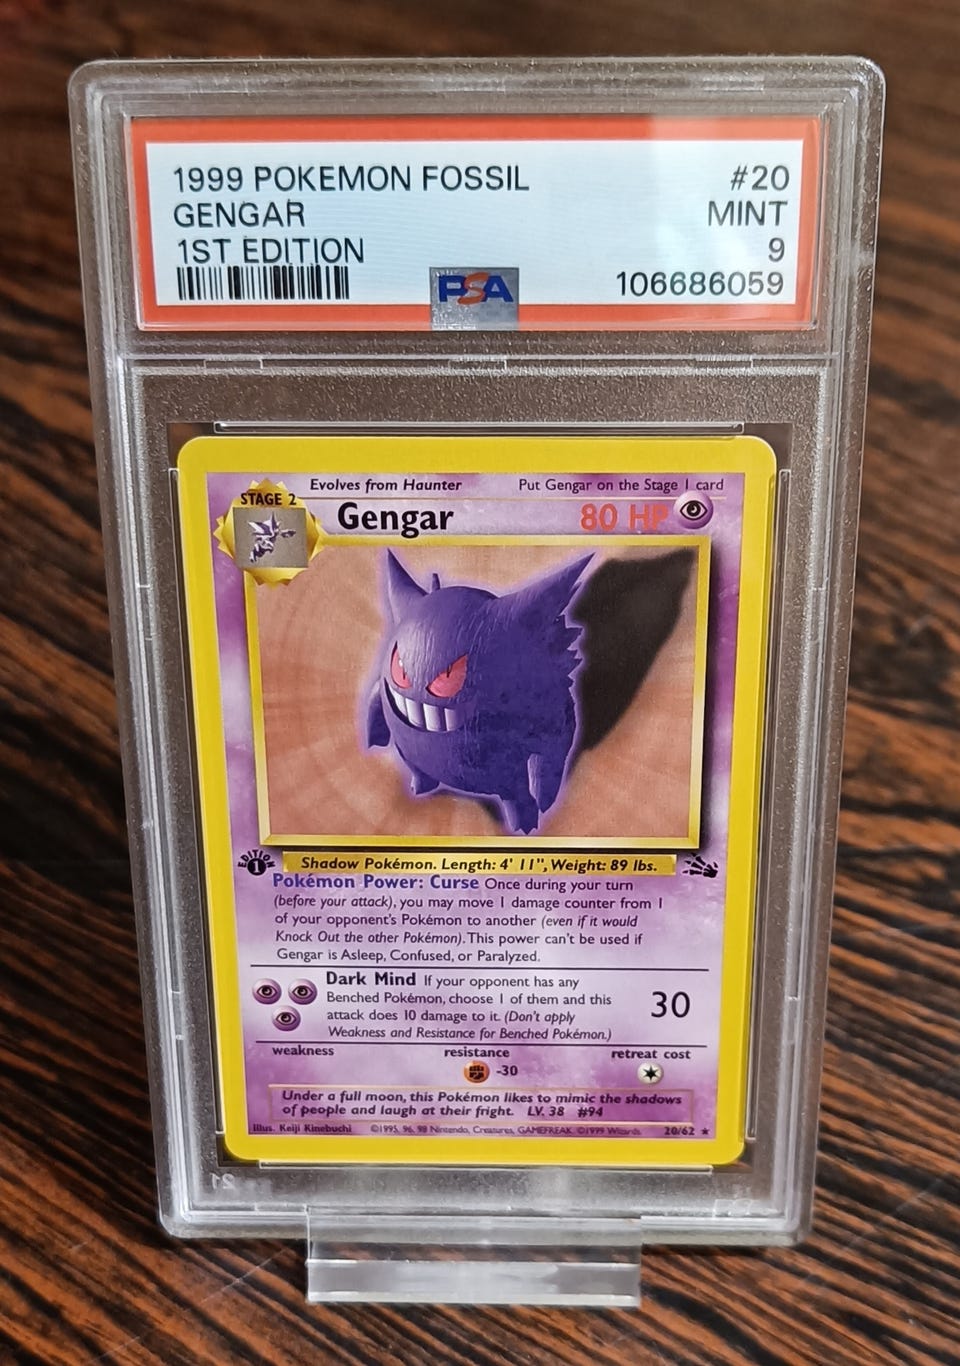 1999 POKEMON FOSSIL #20
GENGAR MINT
1ST EDITION 9
PSA 106686059
Evolves from Haunter Put Gengar on the Stage 1 card
STAGE 2
Gengar 80 HP
EDITION 1
Shadow Pokémon. Length: 4' 11", Weight: 89 lbs.
Pokémon Power: Curse Once during your turn
(before your attack), you may move 1 damage counter from 1
of your opponent's Pokémon to another (even if it would
Knock Out the other Pokémon). This power can't be used if
Gengar is Asleep, Confused, or Paralyzed.
Dark Mind If your opponent has any
Benched Pokémon, choose 1 of them and this
attack does 10 damage to it. (Don't apply
Weakness and Resistance for Benched Pokémon.)
30
weakness resistance retreat cost
-30
Under a full moon, this Pokémon likes to mimic the shadows
of people and laugh at their fright. LV. 38 #94
Illus. Keiji Kinebuchi ©1995, 96, 98 Nintendo, Creatures, GAMEFREAK. ©1999 Wizards. 20/62 ★